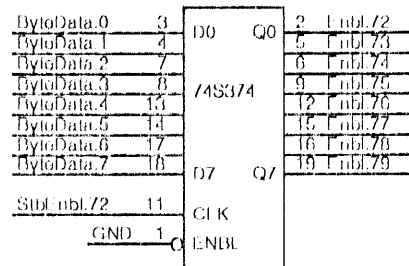 ByteData.0 3 D0 Q0 2 Enbl.72
ByteData.1 4 5 Enbl.73
ByteData.2 7 6 Enbl.74
ByteData.3 8 74S374 9 Enbl.75
ByteData.4 13 12 Enbl.76
ByteData.5 14 15 Enbl.77
ByteData.6 17 16 Enbl.78
ByteData.7 18 D7 Q7 19 Enbl.79
StbEnbl.72 11 CLK
GND 1 ENBL